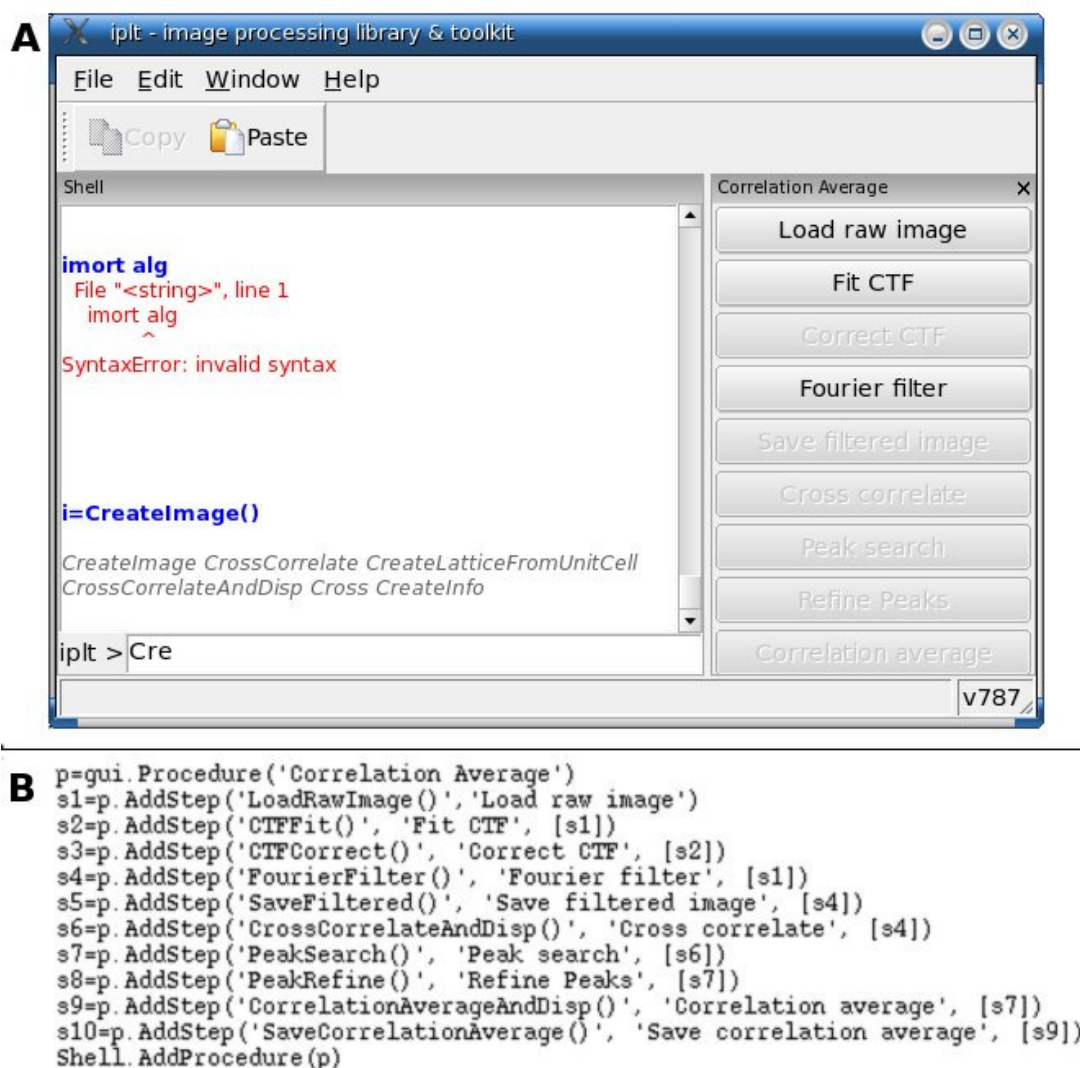 A
iplt - image processing library & toolkit
File Edit Window Help
Copy Paste
Shell
imort alg
File "<string>", line 1
imort alg
^
SyntaxError: invalid syntax
i=CreateImage()
CreateImage CrossCorrelate CreateLatticeFromUnitCell
CrossCorrelateAndDisp Cross CreateInfo
iplt > Cre
Correlation Average
Load raw image
Fit CTF
Correct CTF
Fourier filter
Save filtered image
Cross correlate
Peak search
Refine Peaks
Correlation average
v787
B
p=gui.Procedure('Correlation Average')
s1=p.AddStep('LoadRawImage()','Load raw image')
s2=p.AddStep('CTFFit()', 'Fit CTF', [s1])
s3=p.AddStep('CTFCorrect()', 'Correct CTF', [s2])
s4=p.AddStep('FourierFilter()', 'Fourier filter', [s1])
s5=p.AddStep('SaveFiltered()', 'Save filtered image', [s4])
s6=p.AddStep('CrossCorrelateAndDisp()', 'Cross correlate', [s4])
s7=p.AddStep('PeakSearch()', 'Peak search', [s6])
s8=p.AddStep('PeakRefine()', 'Refine Peaks', [s7])
s9=p.AddStep('CorrelationAverageAndDisp()', 'Correlation average', [s7])
s10=p.AddStep('SaveCorrelationAverage()', 'Save correlation average', [s9])
Shell.AddProcedure(p)